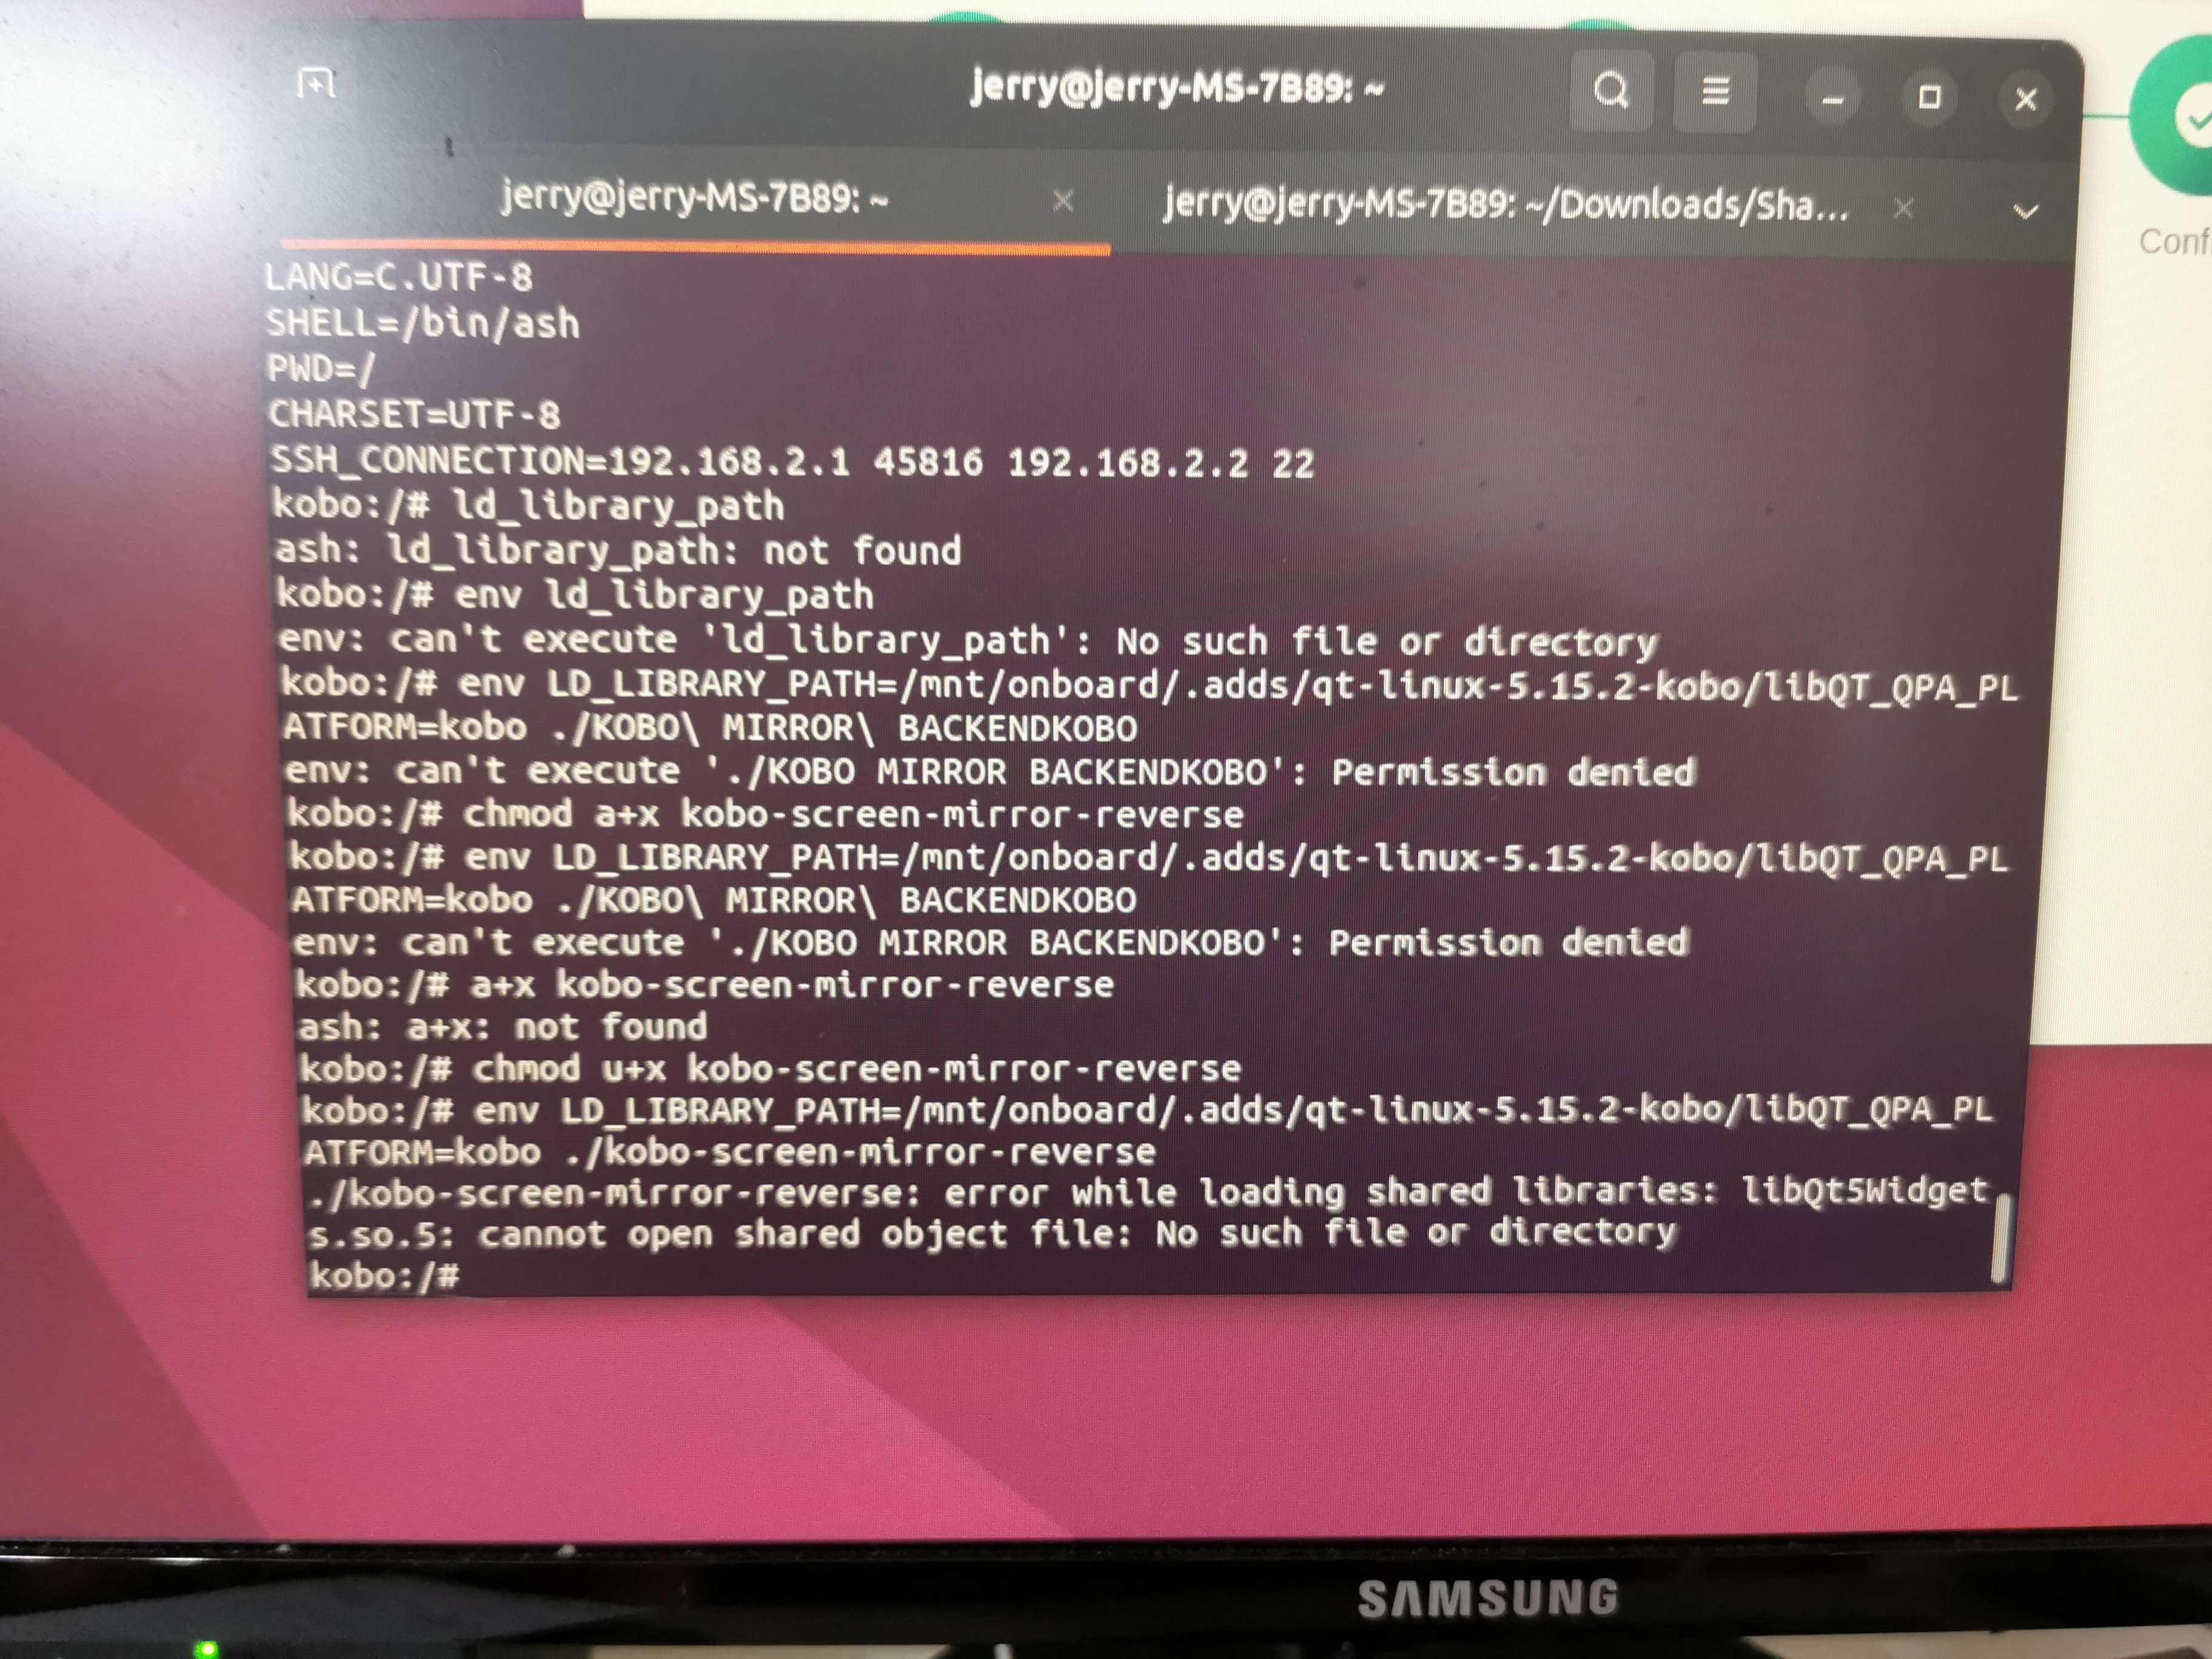 jerry@jerry-MS-7B89: ~
jerry@jerry-MS-7B89: ~
jerry@jerry-MS-7B89: ~/Downloads/Sha...
Conf
LANG=C.UTF-8
SHELL=/bin/ash
PWD=/
CHARSET=UTF-8
SSH_CONNECTION=192.168.2.1 45816 192.168.2.2 22
kobo:/# ld_library_path
ash: ld_library_path: not found
kobo:/# env ld_library_path
env: can't execute 'ld_library_path': No such file or directory
kobo:/# env LD_LIBRARY_PATH=/mnt/onboard/.adds/qt-linux-5.15.2-kobo/libQT_QPA_PL
ATFORM=kobo ./KOBO\ MIRROR\ BACKENDKOBO
env: can't execute './KOBO MIRROR BACKENDKOBO': Permission denied
kobo:/# chmod a+x kobo-screen-mirror-reverse
kobo:/# env LD_LIBRARY_PATH=/mnt/onboard/.adds/qt-linux-5.15.2-kobo/libQT_QPA_PL
ATFORM=kobo ./KOBO\ MIRROR\ BACKENDKOBO
env: can't execute './KOBO MIRROR BACKENDKOBO': Permission denied
kobo:/# a+x kobo-screen-mirror-reverse
ash: a+x: not found
kobo:/# chmod u+x kobo-screen-mirror-reverse
kobo:/# env LD_LIBRARY_PATH=/mnt/onboard/.adds/qt-linux-5.15.2-kobo/libQT_QPA_PL
ATFORM=kobo ./kobo-screen-mirror-reverse
./kobo-screen-mirror-reverse: error while loading shared libraries: libQt5Widget
s.so.5: cannot open shared object file: No such file or directory
kobo:/#
SAMSUNG